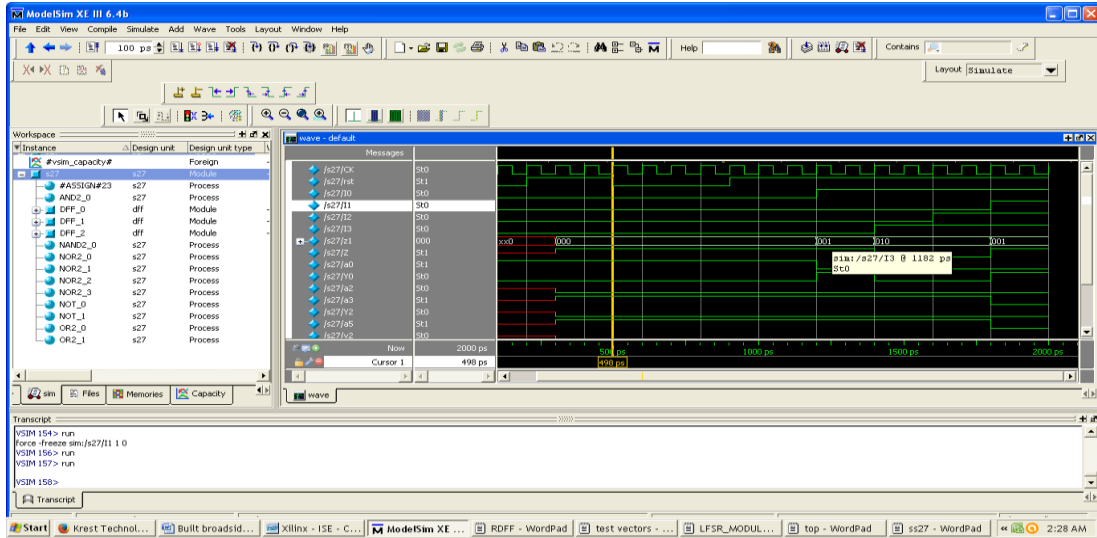 ModelSim XE III 6.4b
File Edit View Compile Simulate Add Wave Tools Layout Window Help
100 ps
Help
Contains
Layout Simulate
Workspace
Instance Design unit Design unit type
#vsim_capacity# Foreign
s27 s27 Module
#ASSIGN#23 s27 Process
AND2_0 s27 Process
DFF_0 dff Module
DFF_1 dff Module
DFF_2 dff Module
NAND2_0 s27 Process
NOR2_0 s27 Process
NOR2_1 s27 Process
NOR2_2 s27 Process
NOR2_3 s27 Process
NOT_0 s27 Process
NOT_1 s27 Process
OR2_0 s27 Process
OR2_1 s27 Process
sim Files Memories Capacity
wave - default
Messages
/s27/CK St0
/s27/rst St1
/s27/I0 St0
/s27/I1 St0
/s27/I2 St0
/s27/I3 St0
/s27/z1 000 xx0 000 001 010 001
/s27/Z St1
/s27/a0 St1
/s27/Y0 St0
/s27/a2 St0
/s27/a3 St1
/s27/Y2 St0
/s27/a5 St1
/s27/v2 St0
sim:/s27/I3 @ 1182 ps
St0
Now 2000 ps 500 ps 1000 ps 1500 ps 2000 ps
Cursor 1 498 ps 498 ps
wave
Transcript
VSIM 154> run
force -freeze sim:/s27/I1 1 0
VSIM 156> run
VSIM 157> run
VSIM 158>
Transcript
Start Krest Technol... Built broadsid... Xilinx - ISE - C... ModelSim XE ... RDFF - WordPad test vectors - ... LFSR_MODUL... top - WordPad ss27 - WordPad 2:28 AM